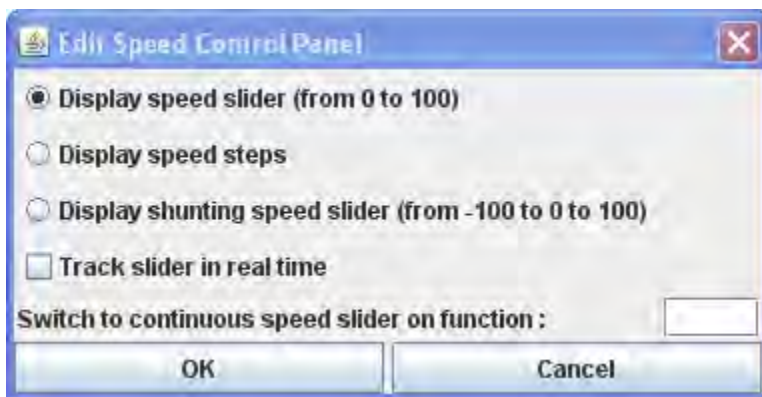 Edit Speed Control Panel
Display speed slider (from 0 to 100)
Display speed steps
Display shunting speed slider (from -100 to 0 to 100)
Track slider in real time
Switch to continuous speed slider on function :
OK Cancel